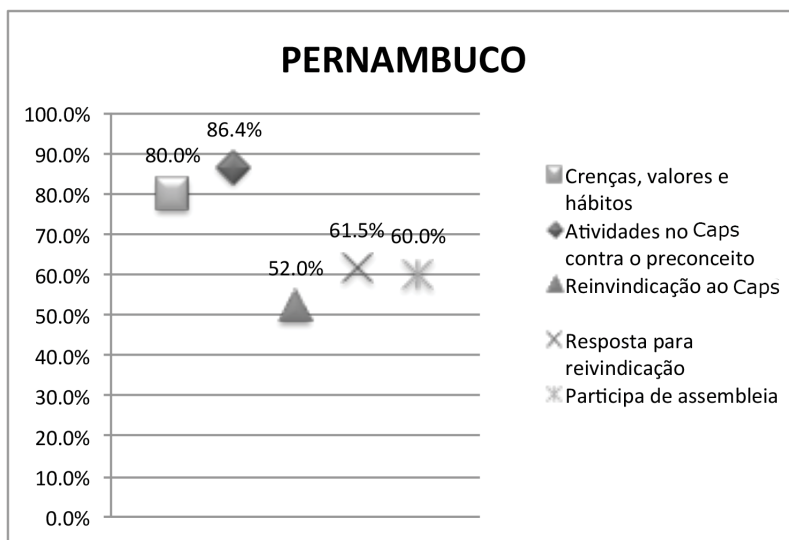 PERNAMBUCO
100.0%
90.0%
80.0%
70.0%
60.0%
50.0%
40.0%
30.0%
20.0%
10.0%
0.0%
80.0%
86.4%
52.0%
61.5%
60.0%
Crenças, valores e
hábitos
Atividades no Caps
contra o preconceito
Reinvindicação ao Caps
Resposta para
reivindicação
Participa de assembleia